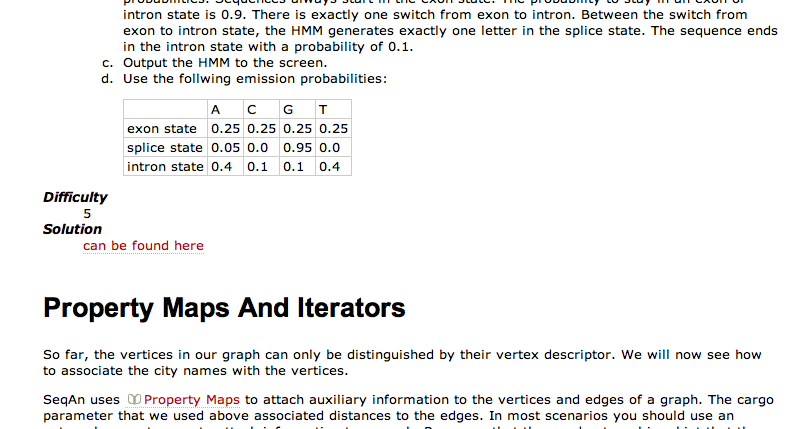 intron state is 0.9. There is exactly one switch from exon to intron. Between the switch from
exon to intron state, the HMM generates exactly one letter in the splice state. The sequence ends
in the intron state with a probability of 0.1.
c. Output the HMM to the screen.
d. Use the follwing emission probabilities:
A C G T
exon state 0.25 0.25 0.25 0.25
splice state 0.05 0.0 0.95 0.0
intron state 0.4 0.1 0.1 0.4
Difficulty
5
Solution
can be found here
Property Maps And Iterators
So far, the vertices in our graph can only be distinguished by their vertex descriptor. We will now see how
to associate the city names with the vertices.
SeqAn uses Property Maps to attach auxiliary information to the vertices and edges of a graph. The cargo
parameter that we used above associated distances to the edges. In most scenarios you should use an